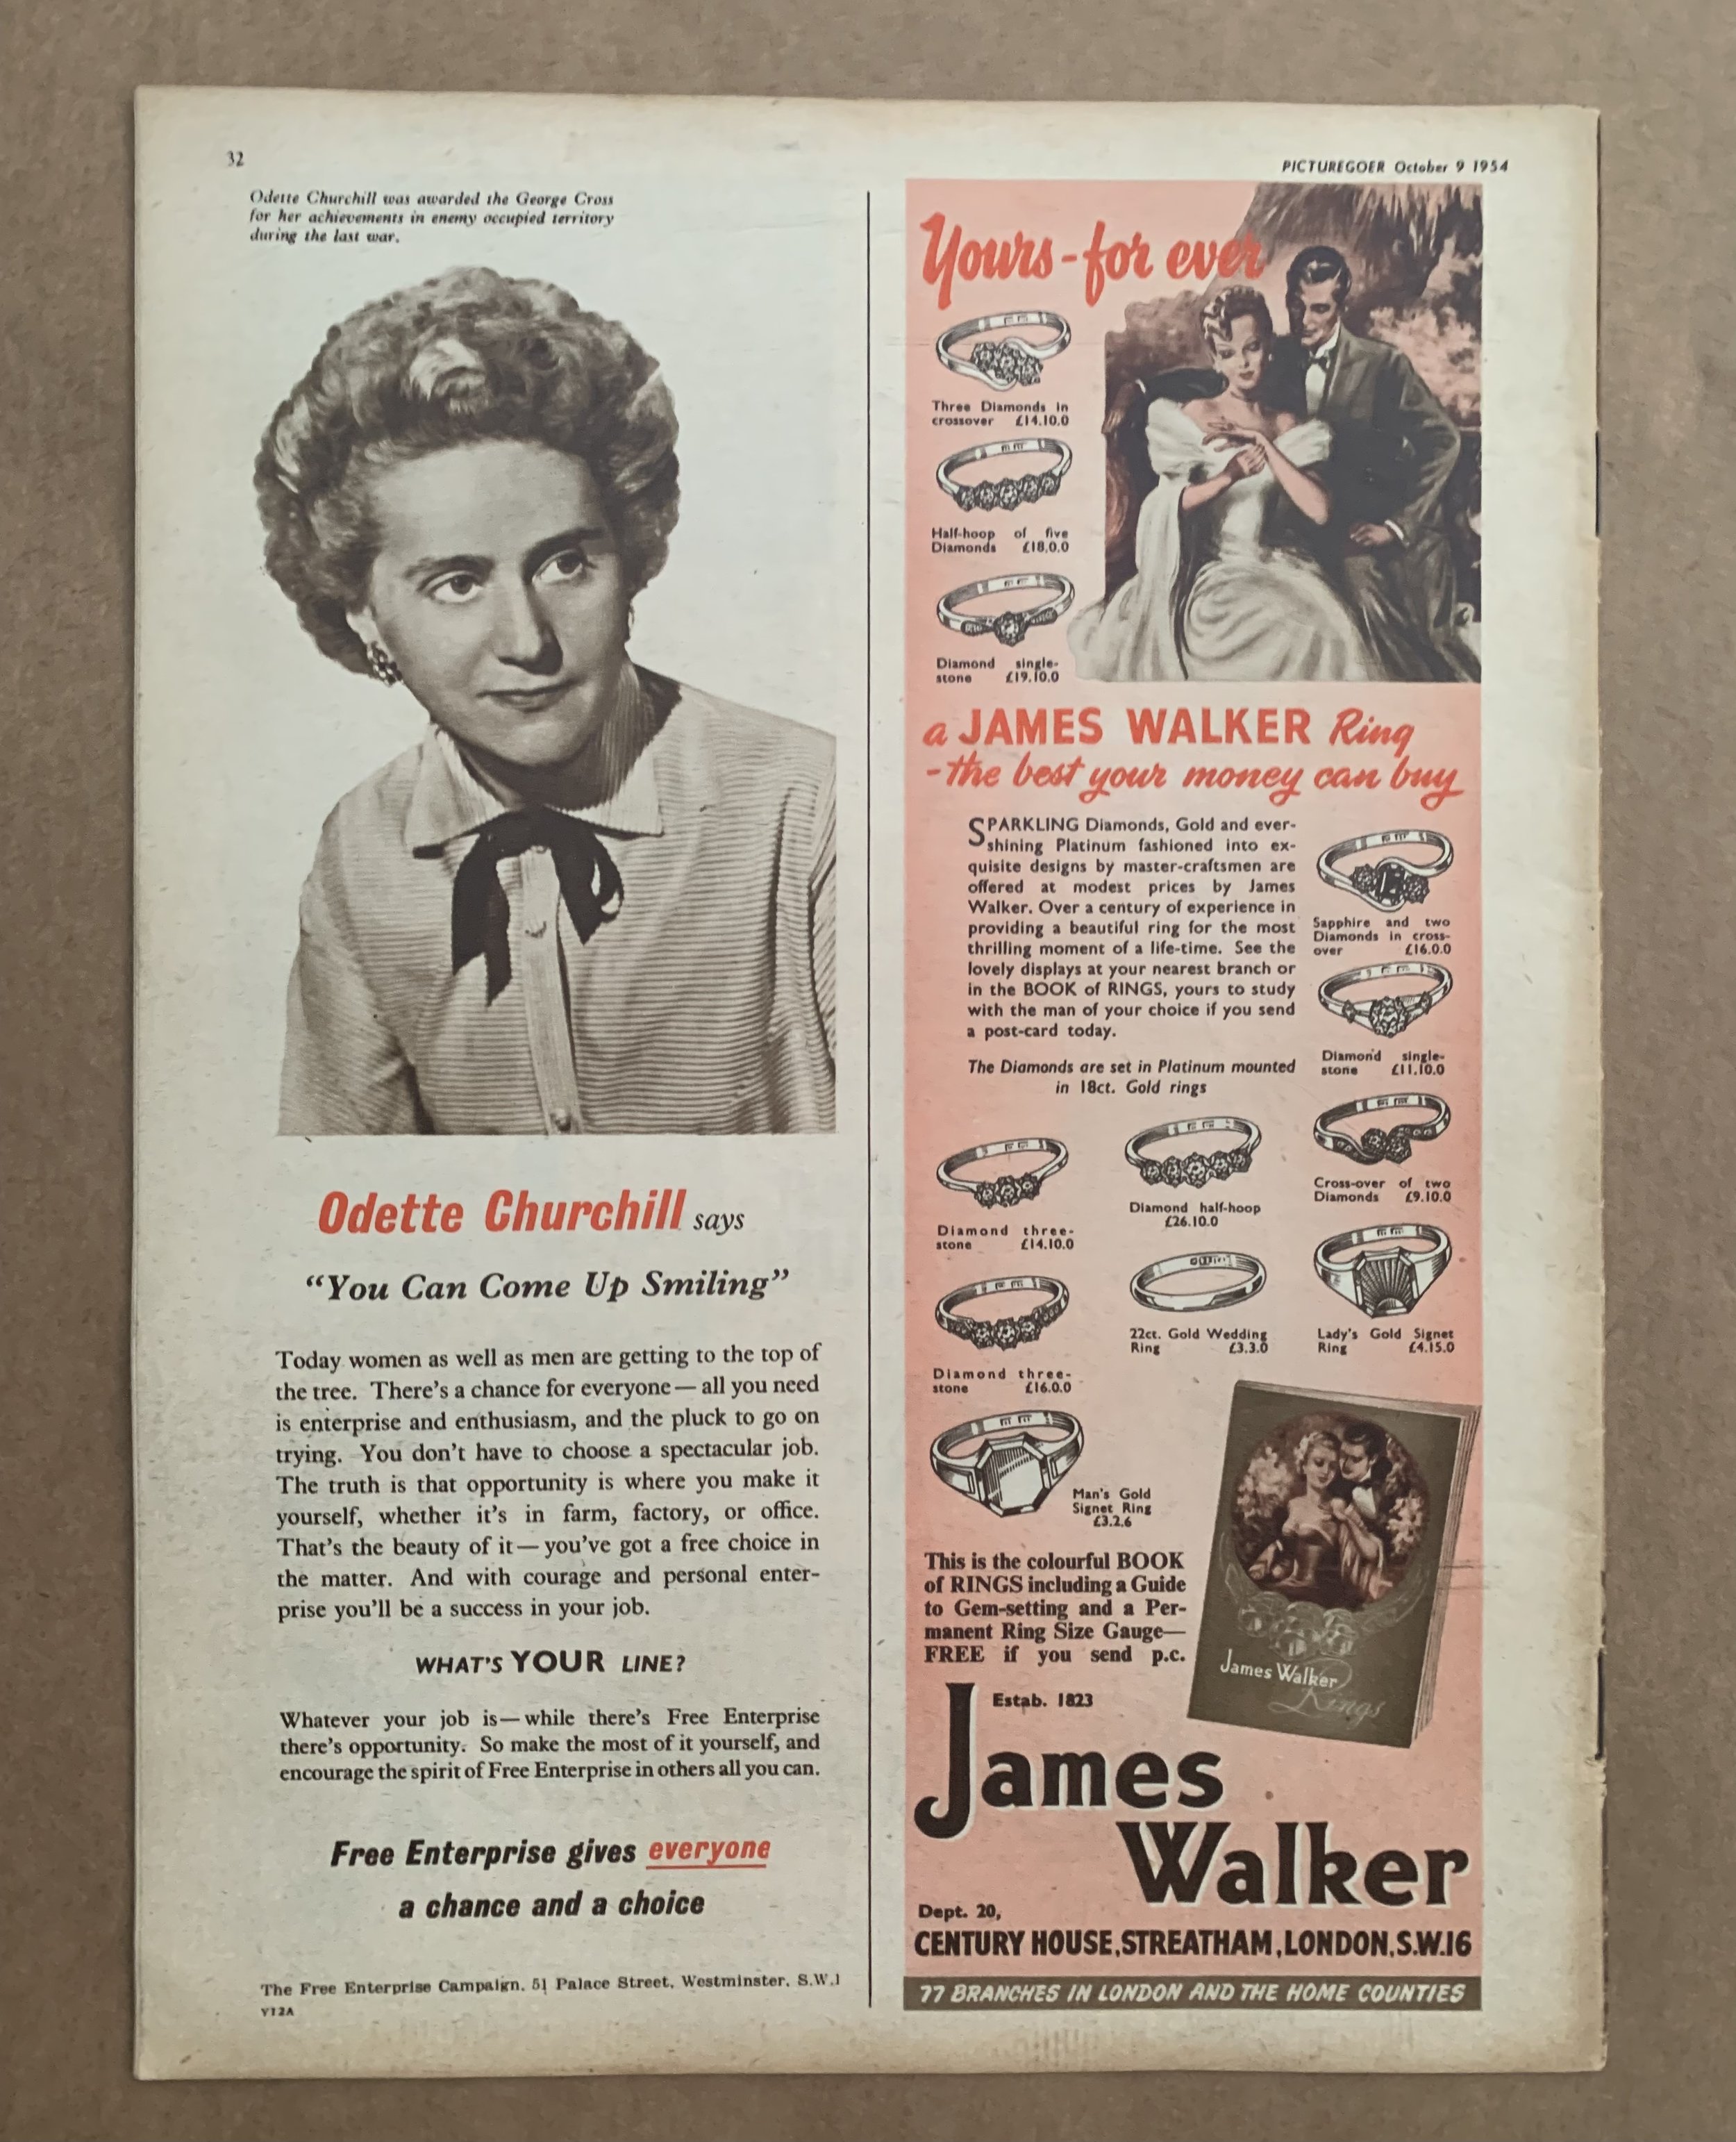 32
PICTUREGOER October 9 1954
Odette Churchill was awarded the George Cross
for her achievements in enemy occupied territory
during the last war.
Odette Churchill says
“You Can Come Up Smiling”
Today women as well as men are getting to the top of
the tree. There's a chance for everyone — all you need
is enterprise and enthusiasm, and the pluck to go on
trying. You don't have to choose a spectacular job.
The truth is that opportunity is where you make it
yourself, whether it's in farm, factory, or office.
That's the beauty of it — you've got a free choice in
the matter. And with courage and personal enter-
prise you'll be a success in your job.
WHAT'S YOUR LINE?
Whatever your job is — while there's Free Enterprise
there's opportunity. So make the most of it yourself, and
encourage the spirit of Free Enterprise in others all you can.
Free Enterprise gives everyone
a chance and a choice
The Free Enterprise Campaign, 51 Palace Street, Westminster, S.W.1
Y12A
Yours - for ever
Three Diamonds in
crossover £14.10.0
Half-hoop of five
Diamonds £18.0.0
Diamond single-
stone £19.10.0
a JAMES WALKER Ring
- the best your money can buy
SPARKLING Diamonds, Gold and ever-
shining Platinum fashioned into ex-
quisite designs by master-craftsmen are
offered at modest prices by James
Walker. Over a century of experience in
providing a beautiful ring for the most
thrilling moment of a life-time. See the
lovely displays at your nearest branch or
in the BOOK of RINGS, yours to study
with the man of your choice if you send
a post-card today.
The Diamonds are set in Platinum mounted
in 18ct. Gold rings
Sapphire and two
Diamonds in cross-
over £16.0.0
Diamond single-
stone £11.10.0
Cross-over of two
Diamonds £9.10.0
Diamond three-
stone £14.10.0
Diamond half-hoop
£26.10.0
Diamond three-
stone £16.0.0
22ct. Gold Wedding
Ring £3.3.0
Lady's Gold Signet
Ring £4.15.0
Man's Gold
Signet Ring
£3.2.6
This is the colourful BOOK
of RINGS including a Guide
to Gem-setting and a Per-
manent Ring Size Gauge—
FREE if you send p.c.
James Walker
Rings
Estab. 1823
James
Walker
Dept. 20,
CENTURY HOUSE, STREATHAM, LONDON, S.W.16
77 BRANCHES IN LONDON AND THE HOME COUNTIES